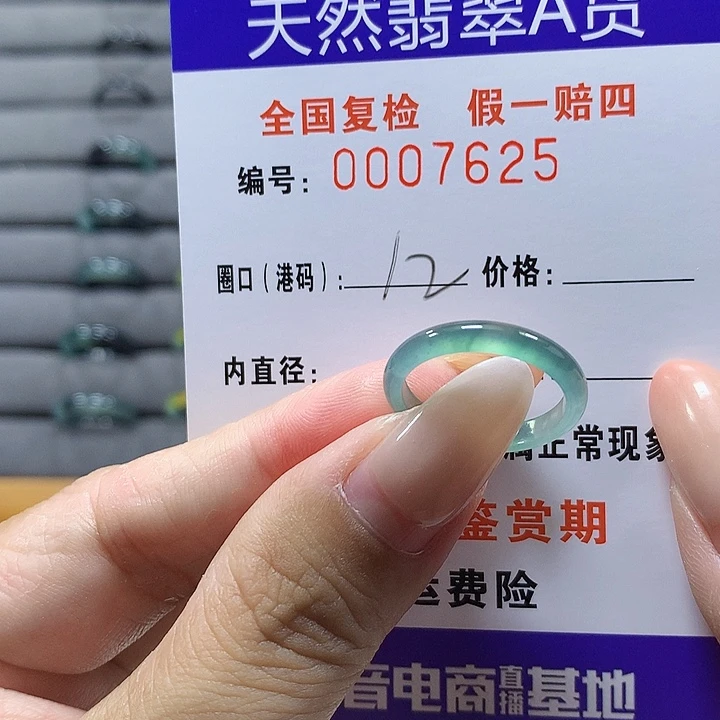 天然翡翠A货
全国复检 假一赔四
编号: 0007625
圈口(港码): 12 价格:
内直径:
属正常现象
鉴赏期
运费险
音电商直播基地